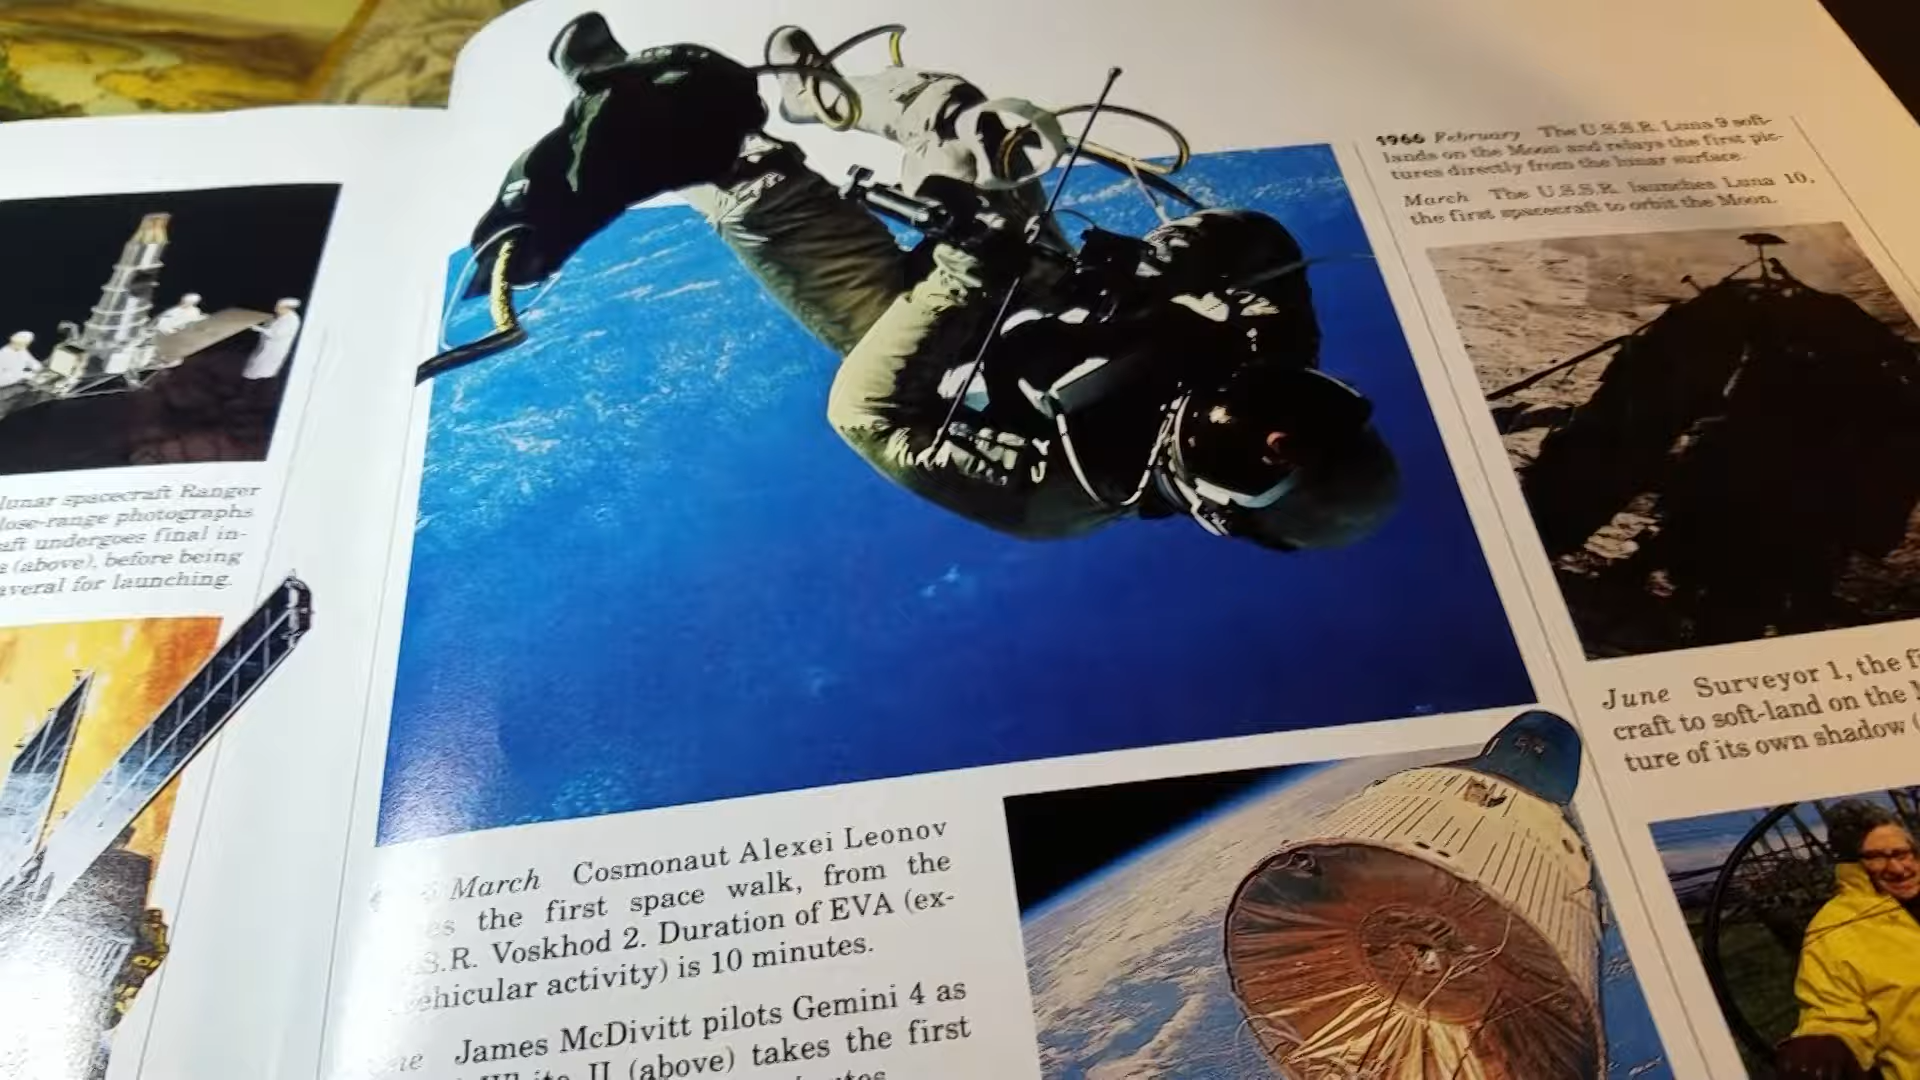 lunar spacecraft Ranger
lose-range photographs
aft undergoes final in-
(above), before being
averal for launching.
March Cosmonaut Alexei Leonov
es the first space walk, from the
S.R. Voskhod 2. Duration of EVA (ex-
ehicular activity) is 10 minutes.
ne James McDivitt pilots Gemini 4 as
II (above) takes the first
1966 February The U.S.S.R. Luna 9 soft-
lands on the Moon and relays the first pic-
tures directly from the lunar surface.
March The U.S.S.R. launches Luna 10,
the first spacecraft to orbit the Moon.
June Surveyor 1, the fi
craft to soft-land on the
ture of its own shadow (